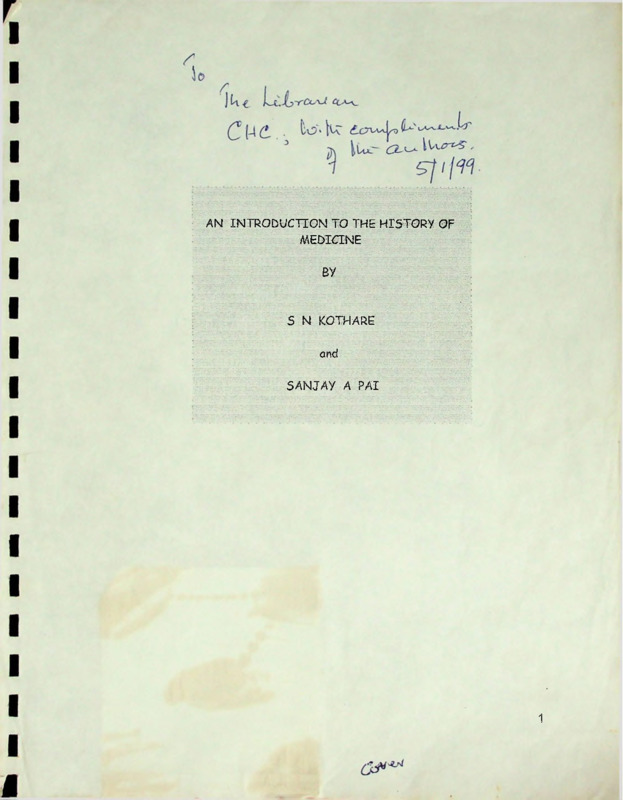 To
The Librarian
CHC., With compliments
of the authors.
5/1/99.
AN INTRODUCTION TO THE HISTORY OF
MEDICINE
BY
S N KOTHARE
and
SANJAY A PAI
1
Cover